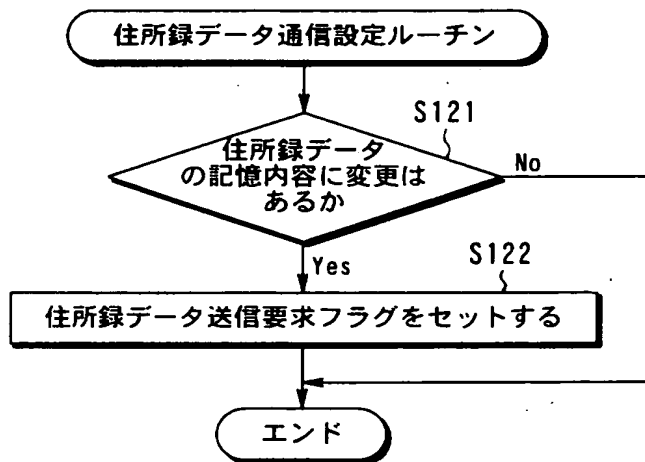 住所録データ通信設定ルーチン
S121
住所録データ
の記憶内容に変更は
あるか
No
Yes
S122
住所録データ送信要求フラグをセットする
エンド